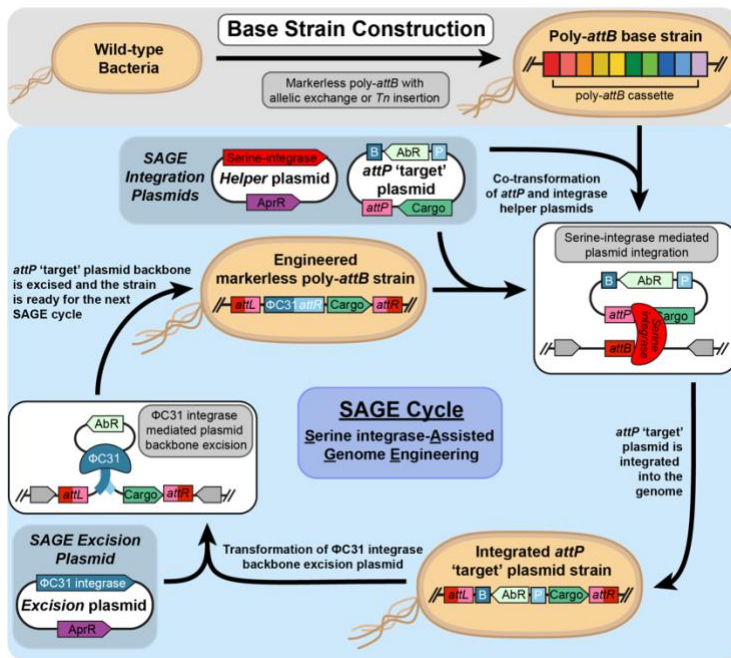 Base Strain Construction
Wild-type
Bacteria
Markerless poly-attB with
allelic exchange or Tn insertion
Poly-attB base strain
poly-attB cassette
SAGE
Integration
Plasmids
Serine-integrase
Helper plasmid
AprR
B AbR P
attP 'target'
plasmid
attP Cargo
Co-transformation
of attP and integrase
helper plasmids
Serine-integrase mediated
plasmid integration
B AbR P
attP Cargo
Serine
integrase
attB
attP 'target' plasmid backbone
is excised and the strain
is ready for the next
SAGE cycle
Engineered
markerless poly-attB strain
attL ΦC31 attR Cargo attR
SAGE Cycle
Serine integrase-Assisted
Genome Engineering
attP 'target'
plasmid is
integrated
into the
genome
AbR
ΦC31
ΦC31 integrase
mediated plasmid
backbone excision
attL Cargo attR
SAGE Excision
Plasmid
ΦC31 integrase
Excision plasmid
AprR
Transformation of ΦC31 integrase
backbone excision plasmid
Integrated attP
'target' plasmid strain
attL B AbR P Cargo attR